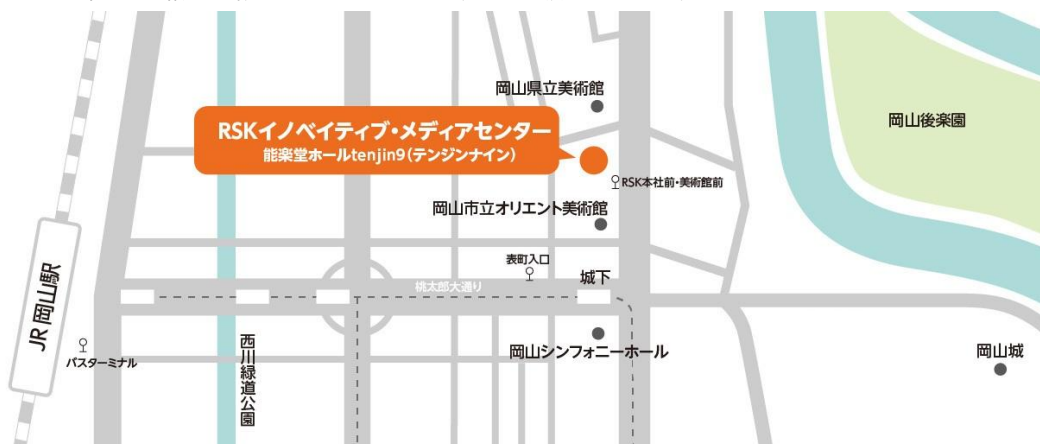 岡山県立美術館
岡山後楽園
RSKイノベイティブ・メディアセンター
能楽堂ホールtenjin9(テンジンナイン)
RSK本社前・美術館前
岡山市立オリエント美術館
表町入口
城下
桃太郎大通り
JR岡山駅
バスターミナル
西川緑道公園
岡山シンフォニーホール
岡山城